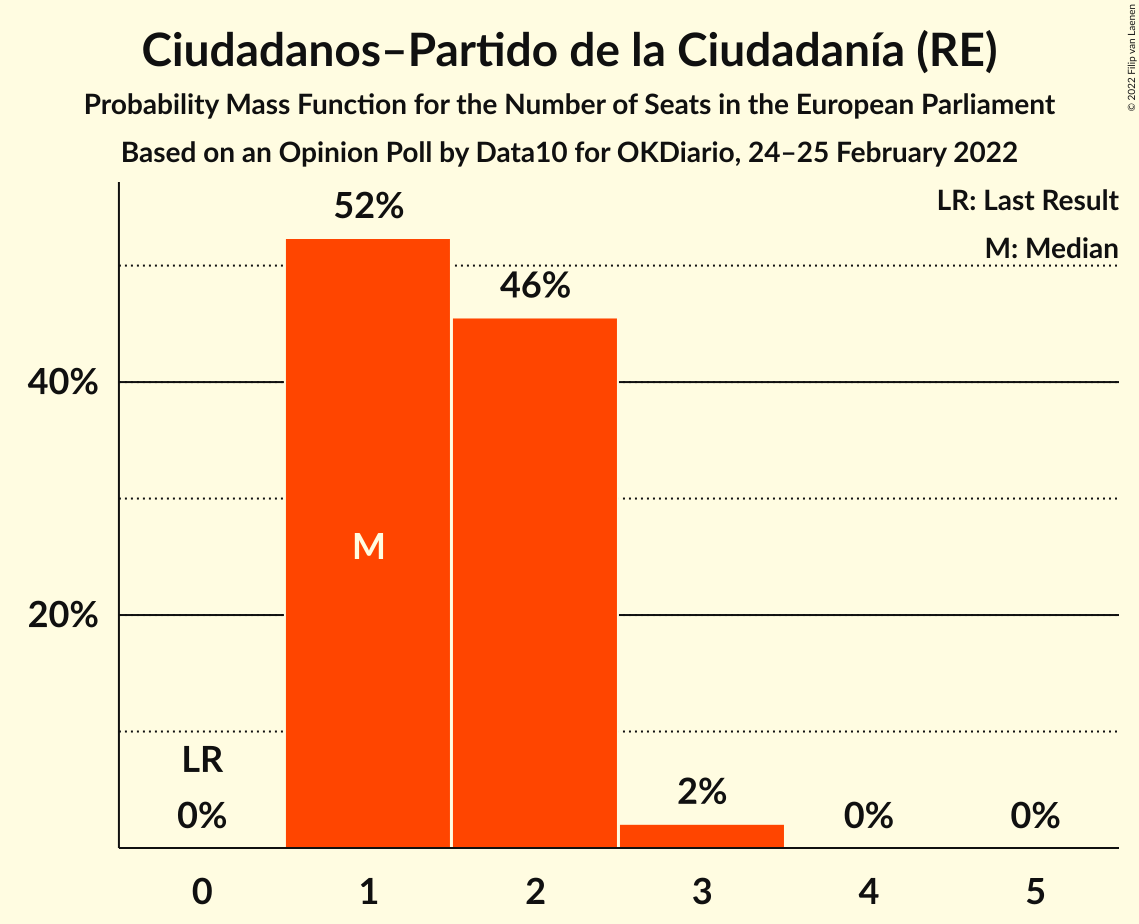 Ciudadanos–Partido de la Ciudadanía (RE)
Probability Mass Function for the Number of Seats in the European Parliament
Based on an Opinion Poll by Data10 for OKDiario, 24–25 February 2022
© 2022 Filip van Laenen
LR: Last Result
M: Median
52%
46%
40%
M
20%
LR
0%
2%
0%
0%
0 1 2 3 4 5